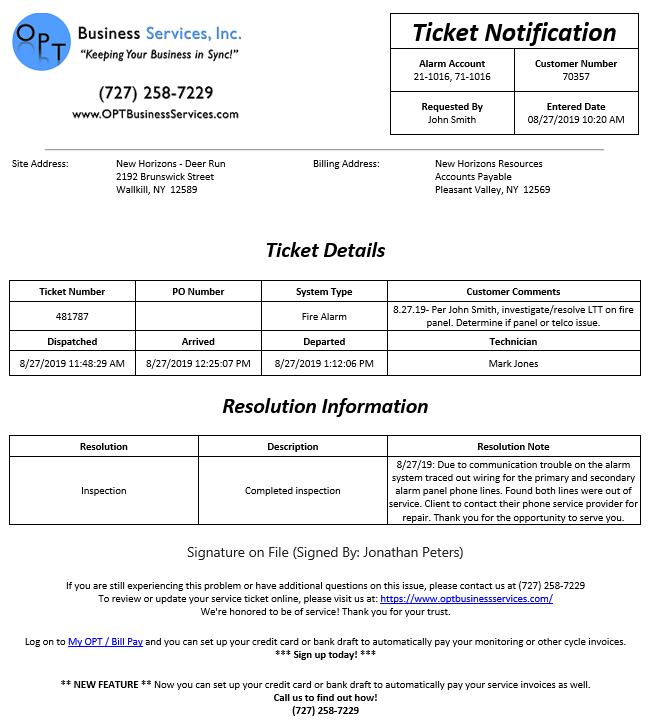 OPT
Business Services, Inc.
“Keeping Your Business in Sync!”
(727) 258-7229
www.OPTBusinessServices.com
Ticket Notification
Alarm Account
21-1016, 71-1016
Customer Number
70357
Requested By
John Smith
Entered Date
08/27/2019 10:20 AM
Site Address:
New Horizons - Deer Run
2192 Brunswick Street
Wallkill, NY 12589
Billing Address:
New Horizons Resources
Accounts Payable
Pleasant Valley, NY 12569
Ticket Details
Ticket Number PO Number System Type Customer Comments
481787 Fire Alarm 8.27.19- Per John Smith, investigate/resolve LTT on fire
panel. Determine if panel or telco issue.
Dispatched Arrived Departed Technician
8/27/2019 11:48:29 AM 8/27/2019 12:25:07 PM 8/27/2019 1:12:06 PM Mark Jones
Resolution Information
Resolution Description Resolution Note
Inspection
Completed inspection
8/27/19: Due to communication trouble on the alarm
system traced out wiring for the primary and secondary
alarm panel phone lines. Found both lines were out of
service. Client to contact their phone service provider for
repair. Thank you for the opportunity to serve you.
Signature on File (Signed By: Jonathan Peters)
If you are still experiencing this problem or have additional questions on this issue, please contact us at (727) 258-7229
To review or update your service ticket online, please visit us at: https://www.optbusinessservices.com/
We're honored to be of service! Thank you for your trust.
Log on to My OPT / Bill Pay and you can set up your credit card or bank draft to automatically pay your monitoring or other cycle invoices.
*** Sign up today! ***
** NEW FEATURE ** Now you can set up your credit card or bank draft to automatically pay your service invoices as well.
Call us to find out how!
(727) 258-7229